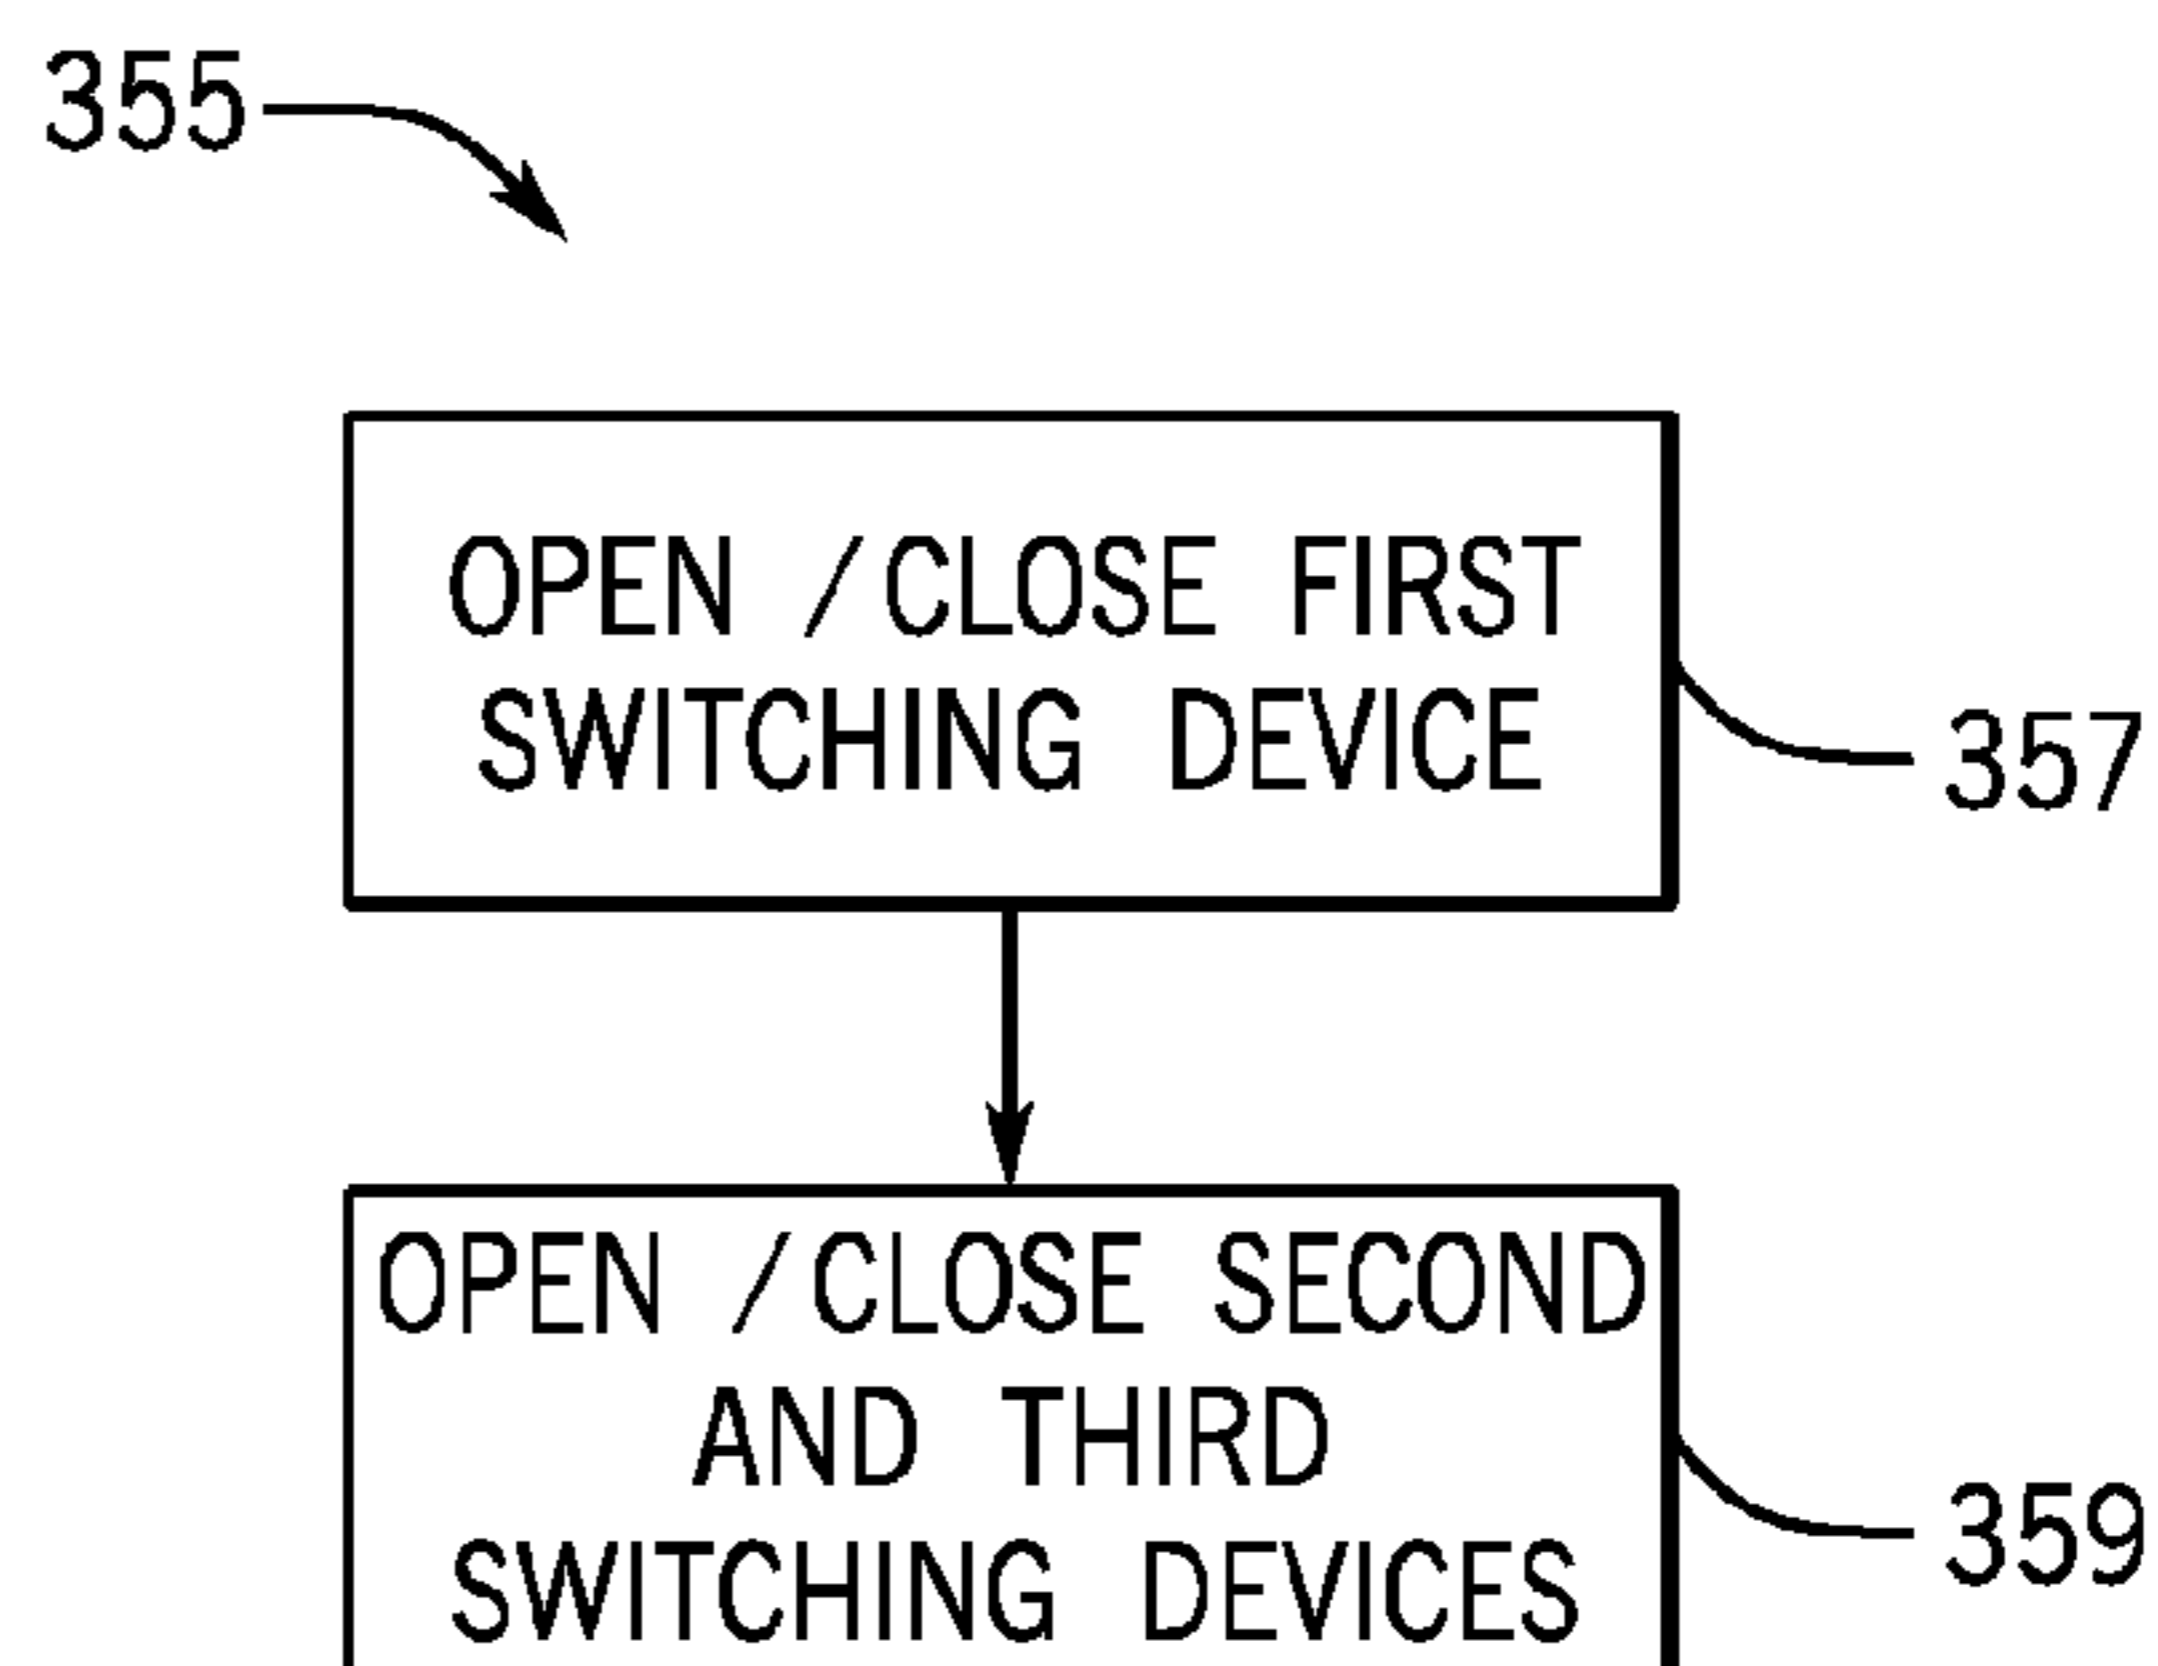 355
OPEN /CLOSE FIRST
SWITCHING DEVICE
357
OPEN /CLOSE SECOND
AND THIRD
SWITCHING DEVICES
359